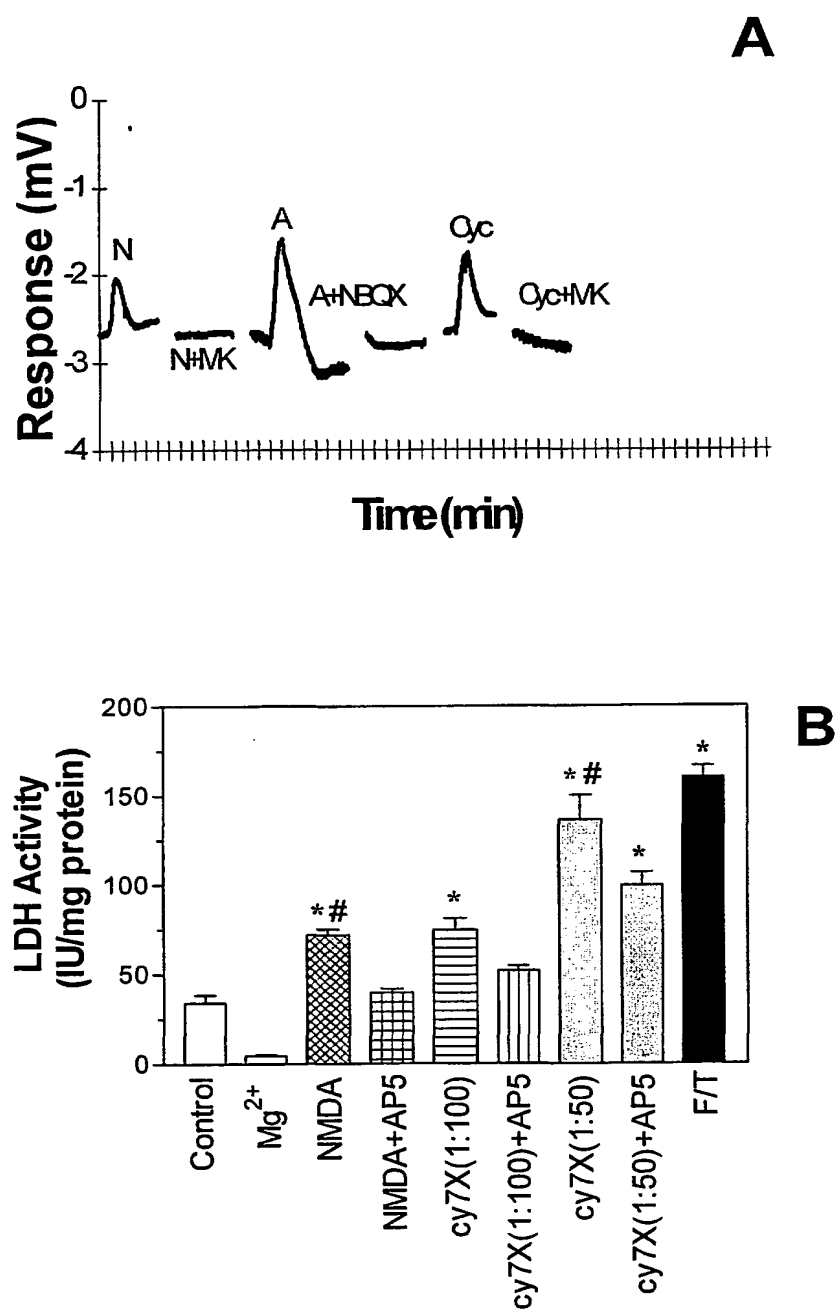 A
Response (mV)
0
-1
-2
-3
-4
N
N+MK
A
A+NBQX
Cyc
Cyc+MK
Time (min)
B
LDH Activity
(IU/mg protein)
200
150
100
50
0
*#
*
*#
*
*
Control
Mg2+
NMDA
NMDA+AP5
cy7X(1:100)
cy7X(1:100)+AP5
cy7X(1:50)
cy7X(1:50)+AP5
F/T